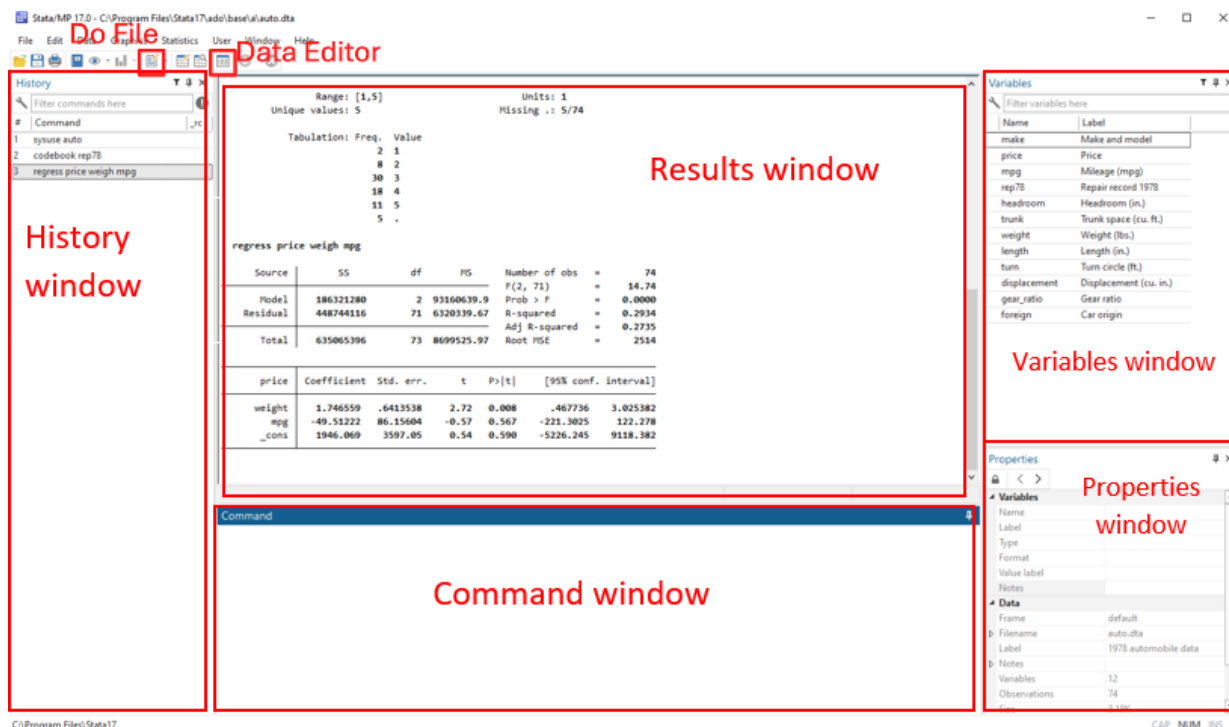 Stata/MP 17.0 - C:\Program Files\Stata17\ado\base\a\auto.dta
Do File
File Edit Data Graphics Statistics User Window Help
Data Editor
History
Filter commands here
# Command _rc
1 sysuse auto
2 codebook rep78
3 regress price weigh mpg
History
window
Range: [1,5] Units: 1
Unique values: 5 Missing .: 5/74
Tabulation: Freq. Value
2 1
8 2
30 3
18 4
11 5
5 .
Results window
regress price weigh mpg
Source SS df MS Number of obs = 74
F(2, 71) = 14.74
Model 186321280 2 93160639.9 Prob > F = 0.0000
Residual 448744116 71 6320339.67 R-squared = 0.2934
Adj R-squared = 0.2735
Total 635065396 73 8699525.97 Root MSE = 2514
price Coefficient Std. err. t P>|t| [95% conf. interval]
weight 1.746559 .6413538 2.72 0.008 .467736 3.025382
mpg -49.51222 86.15604 -0.57 0.567 -221.3025 122.278
_cons 1946.069 3597.05 0.54 0.590 -5226.245 9118.382
Command
Command window
Variables
Filter variables here
Name Label
make Make and model
price Price
mpg Mileage (mpg)
rep78 Repair record 1978
headroom Headroom (in.)
trunk Trunk space (cu. ft.)
weight Weight (lbs.)
length Length (in.)
turn Turn circle (ft.)
displacement Displacement (cu. in.)
gear_ratio Gear ratio
foreign Car origin
Variables window
Properties
Properties
window
Variables
Name
Label
Type
Format
Value label
Notes
Data
Frame default
Filename auto.dta
Label 1978 automobile data
Notes
Variables 12
Observations 74
Size 3.18K
C:\Program Files\Stata17
CAP NUM INS